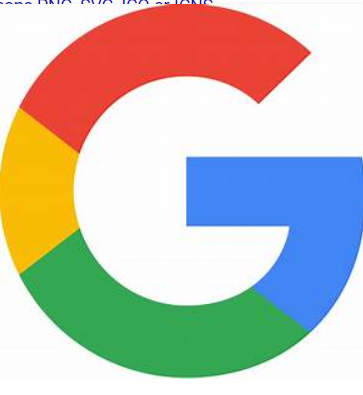 PNG, SVG, ICO or ICNS
G